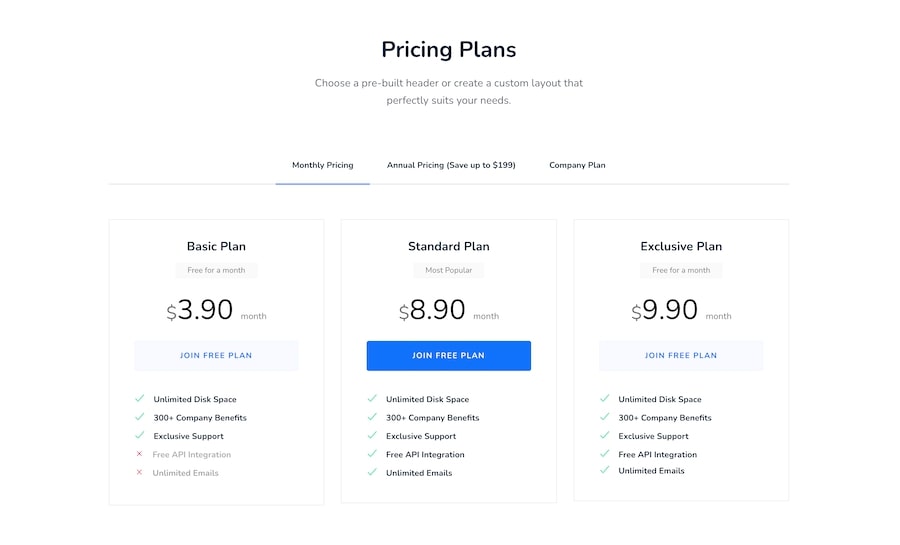 Pricing Plans
Choose a pre-built header or create a custom layout that
perfectly suits your needs.
Monthly Pricing
Annual Pricing (Save up to $199)
Company Plan
Basic Plan
Free for a month
$3.90 month
JOIN FREE PLAN
Unlimited Disk Space
300+ Company Benefits
Exclusive Support
Free API Integration
Unlimited Emails
Standard Plan
Most Popular
$8.90 month
JOIN FREE PLAN
Unlimited Disk Space
300+ Company Benefits
Exclusive Support
Free API Integration
Unlimited Emails
Exclusive Plan
Free for a month
$9.90 month
JOIN FREE PLAN
Unlimited Disk Space
300+ Company Benefits
Exclusive Support
Free API Integration
Unlimited Emails